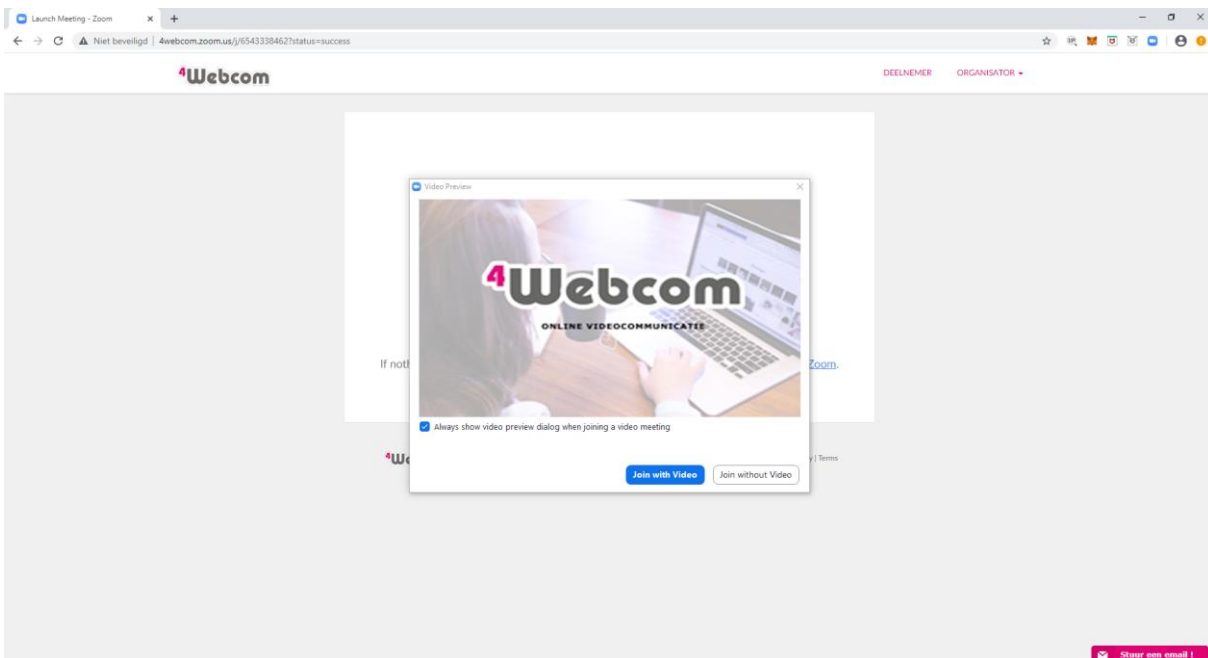 Launch Meeting - Zoom
Niet beveiligd | 4webcom.zoom.us/j/6543338462?status=success
4Webcom
DEELNEMER ORGANISATOR
Video Preview
4Webcom
ONLINE VIDEOCOMMUNICATIE
If noth
Zoom.
Always show video preview dialog when joining a video meeting
4We
y | Terms
Join with Video Join without Video
Stuur een email !